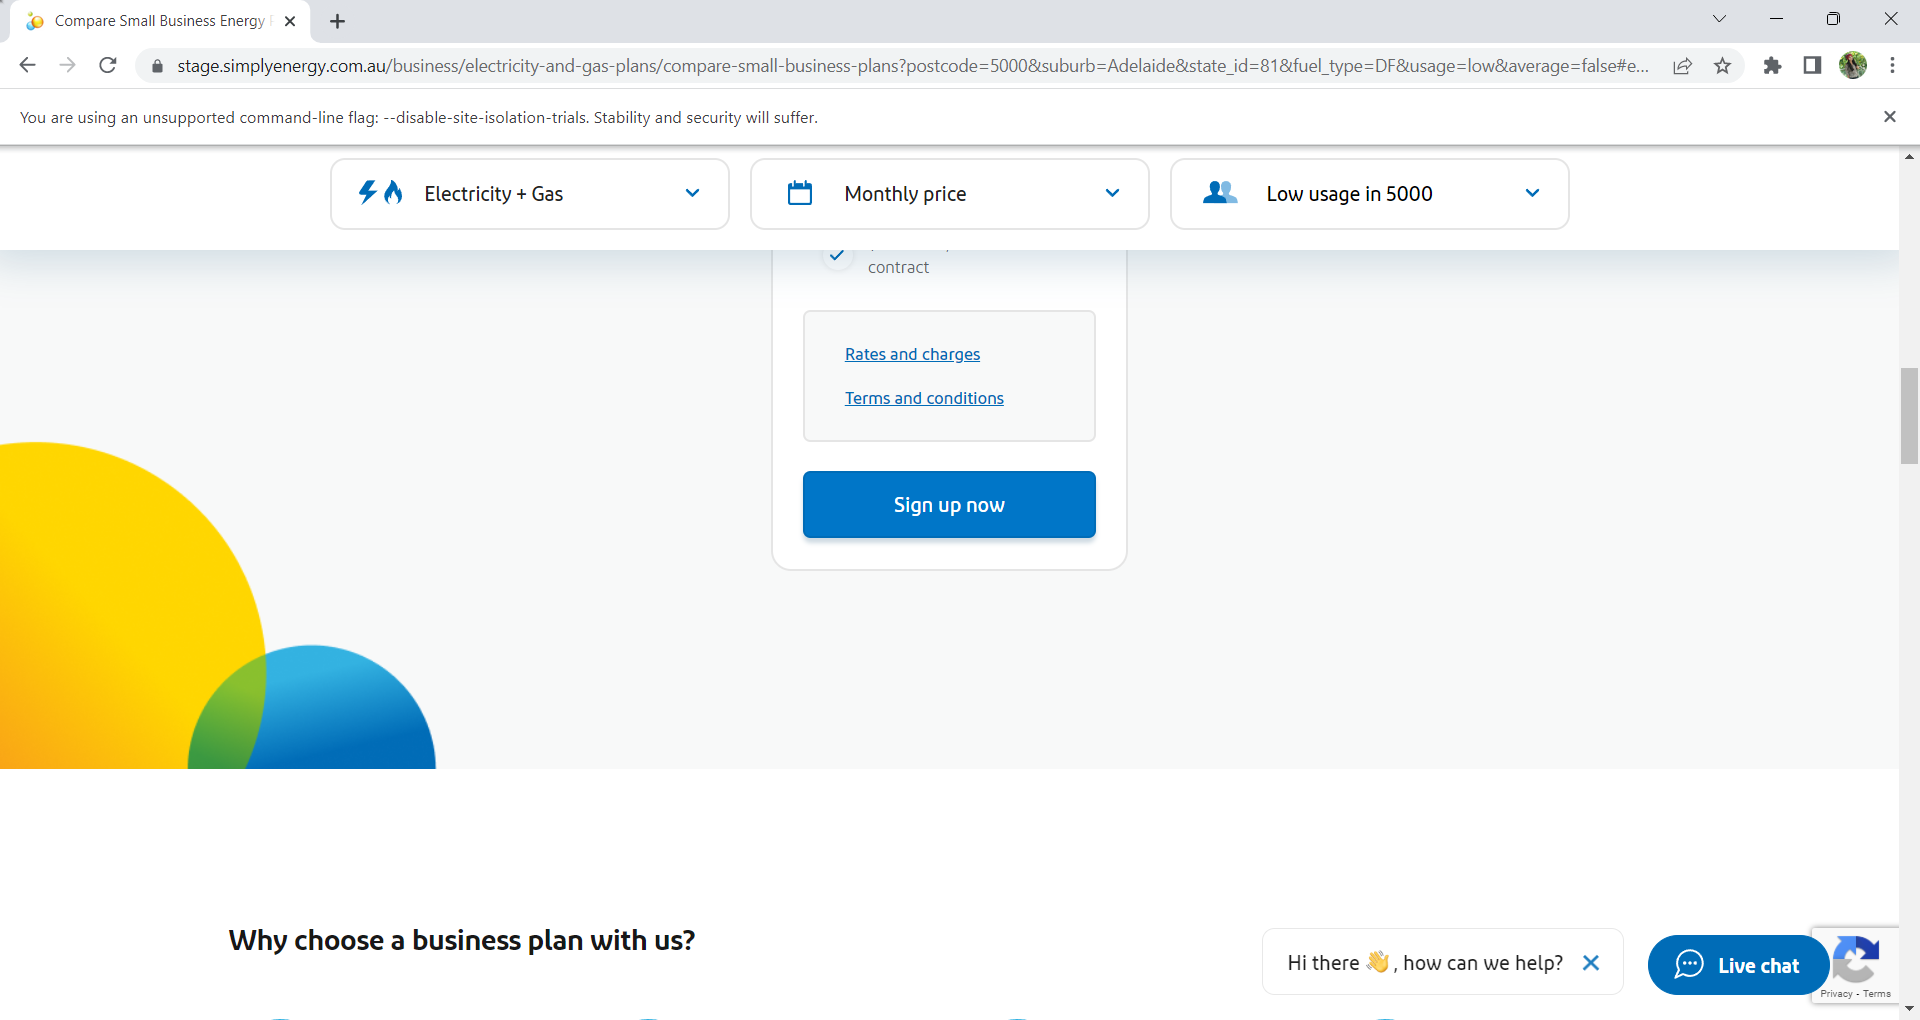 Compare Small Business Energy
stage.simplyenergy.com.au/business/electricity-and-gas-plans/compare-small-business-plans?postcode=5000&suburb=Adelaide&state_id=81&fuel_type=DF&usage=low&average=false#e...
You are using an unsupported command-line flag: --disable-site-isolation-trials. Stability and security will suffer.
Electricity + Gas
Monthly price
Low usage in 5000
contract
Rates and charges
Terms and conditions
Sign up now
Why choose a business plan with us?
Hi there 👋 , how can we help?
Live chat
Privacy - Terms